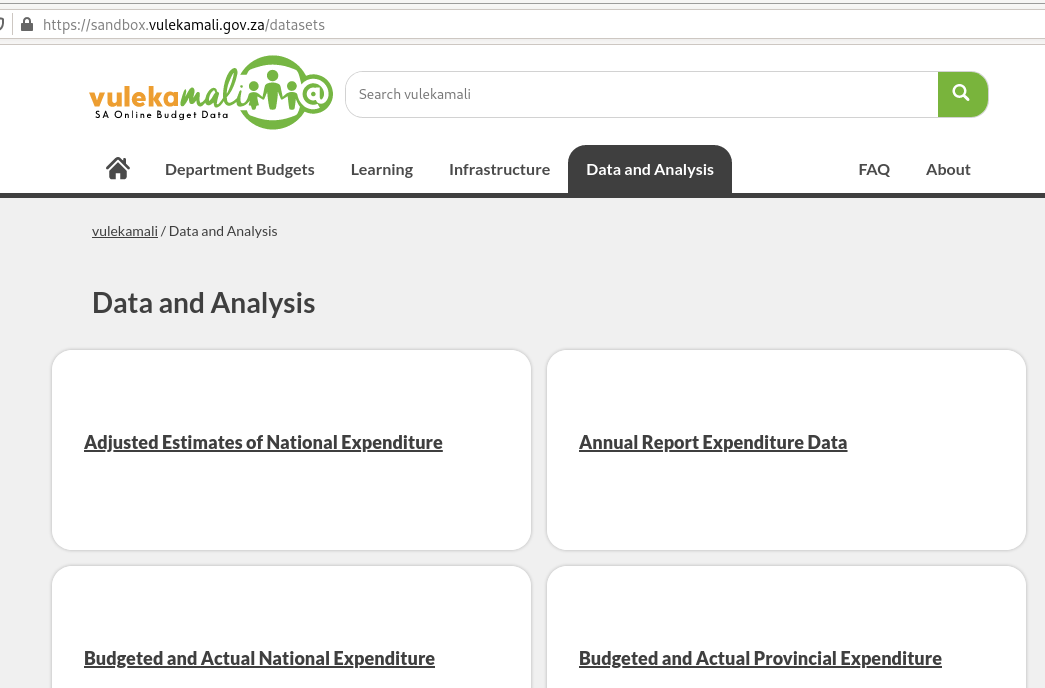 https://sandbox.vulekamali.gov.za/datasets
vulekamali@
SA Online Budget Data
Search vulekamali
Department Budgets Learning Infrastructure Data and Analysis FAQ About
vulekamali / Data and Analysis
Data and Analysis
Adjusted Estimates of National Expenditure Annual Report Expenditure Data
Budgeted and Actual National Expenditure Budgeted and Actual Provincial Expenditure